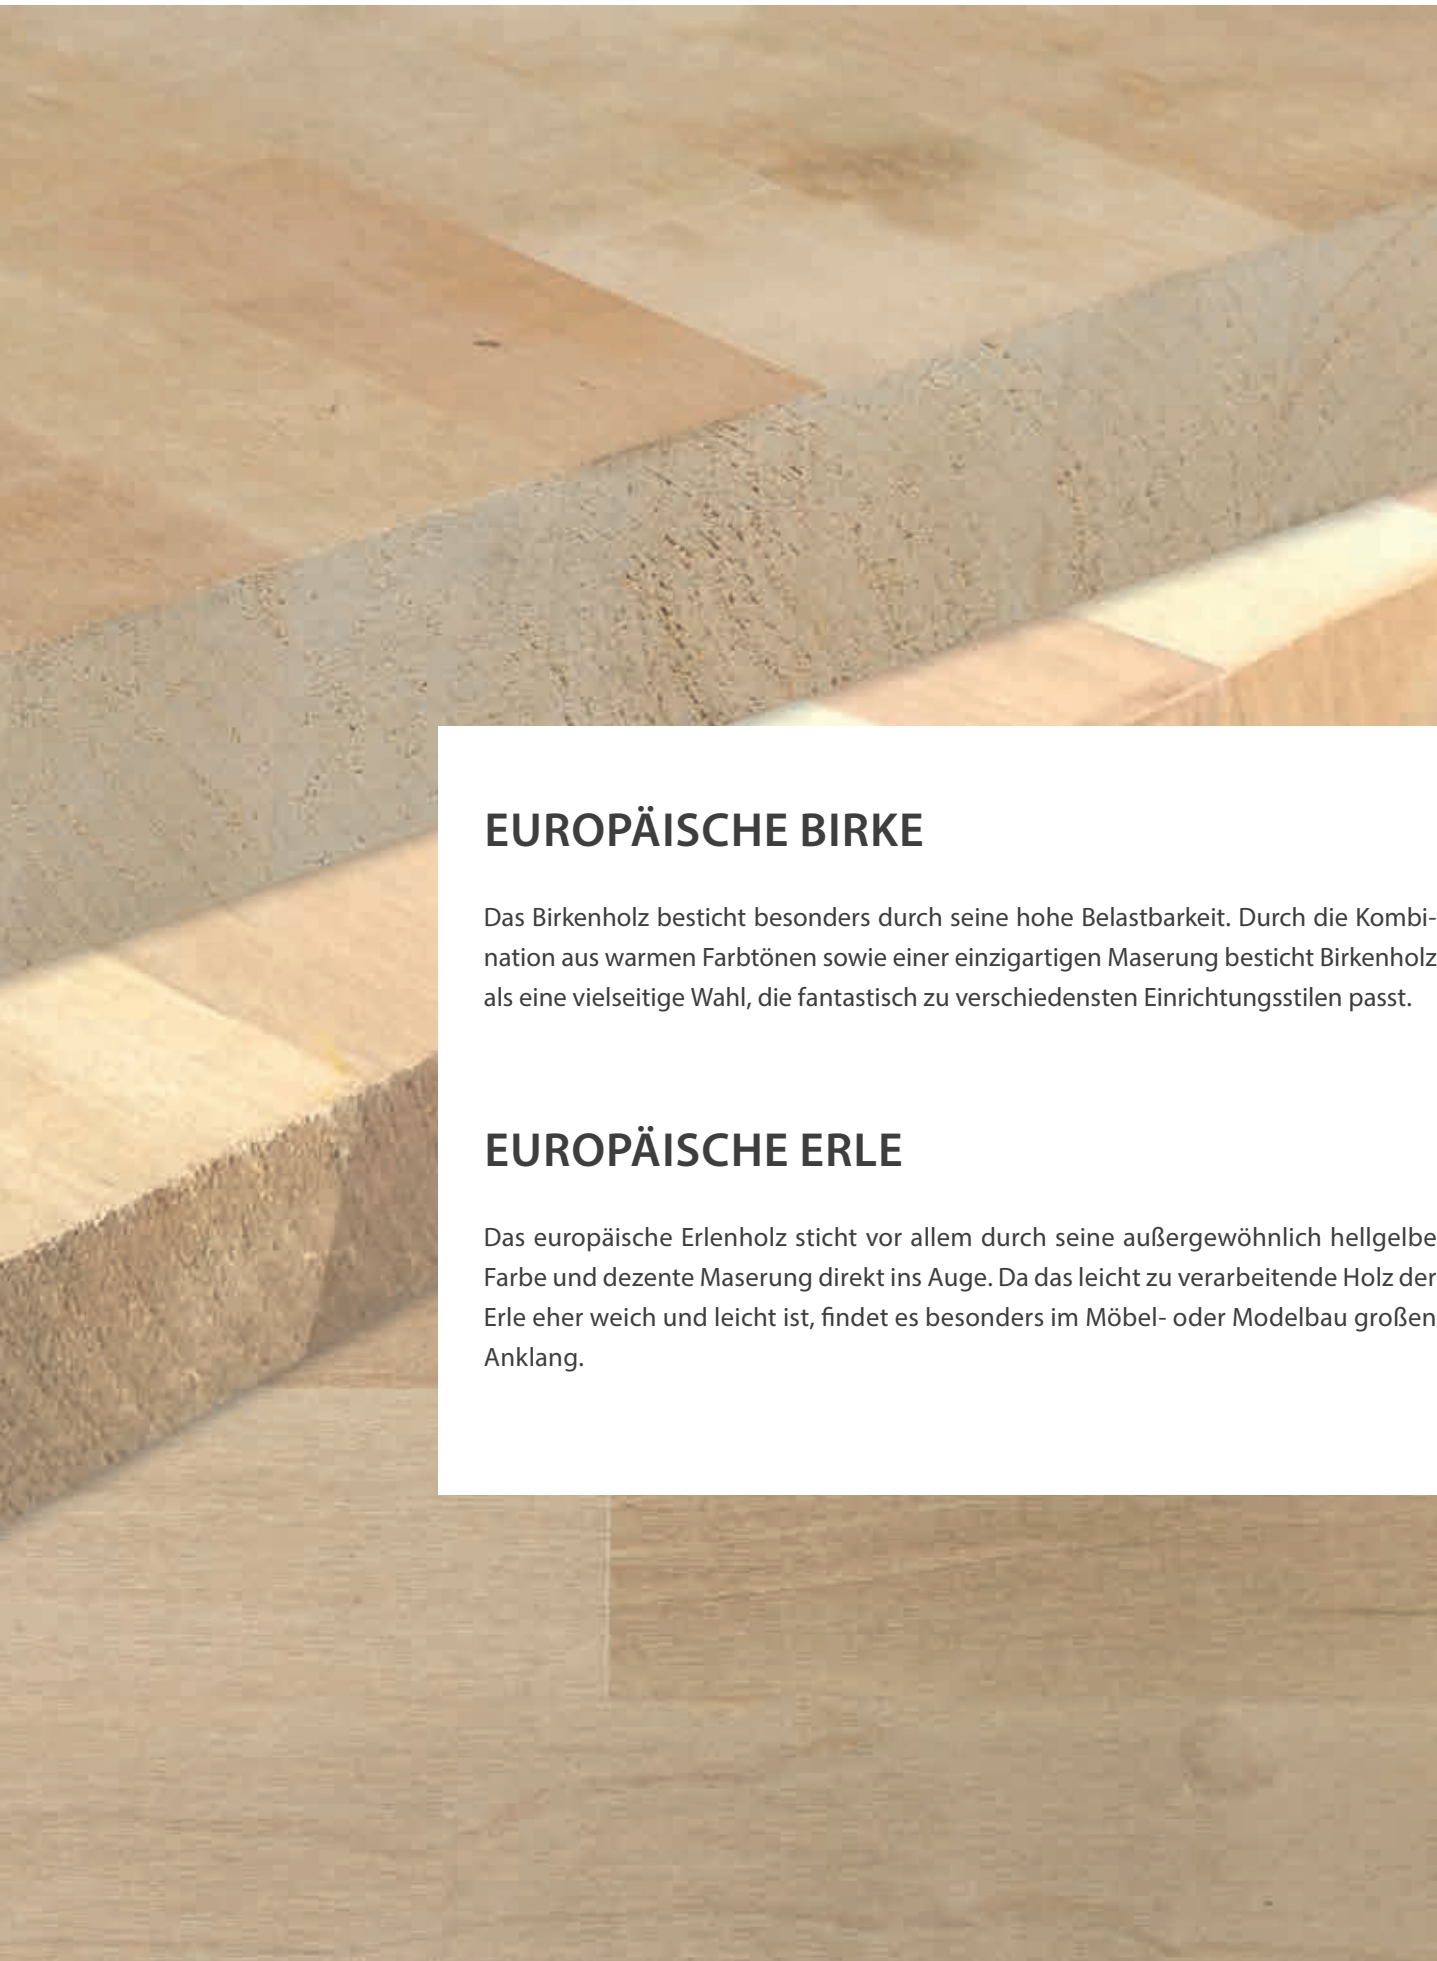 EUROPÄISCHE BIRKE
Das Birkenholz besticht besonders durch seine hohe Belastbarkeit. Durch die Kombi-
nation aus warmen Farbtönen sowie einer einzigartigen Maserung besticht Birkenholz
als eine vielseitige Wahl, die fantastisch zu verschiedensten Einrichtungsstilen passt.
EUROPÄISCHE ERLE
Das europäische Erlenholz sticht vor allem durch seine außergewöhnlich hellgelbe
Farbe und dezente Maserung direkt ins Auge. Da das leicht zu verarbeitende Holz der
Erle eher weich und leicht ist, findet es besonders im Möbel- oder Modelbau großen
Anklang.